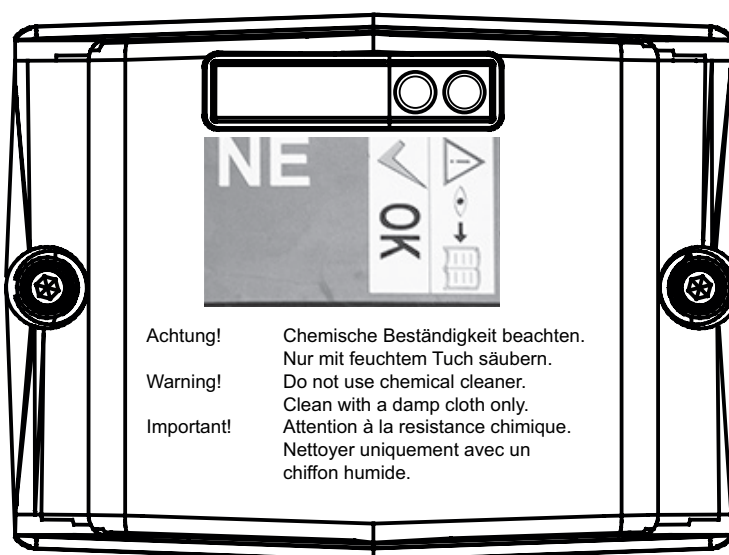 NE
OK
Achtung! Chemische Beständigkeit beachten.
Nur mit feuchtem Tuch säubern.
Warning! Do not use chemical cleaner.
Clean with a damp cloth only.
Important! Attention à la resistance chimique.
Nettoyer uniquement avec un
chiffon humide.